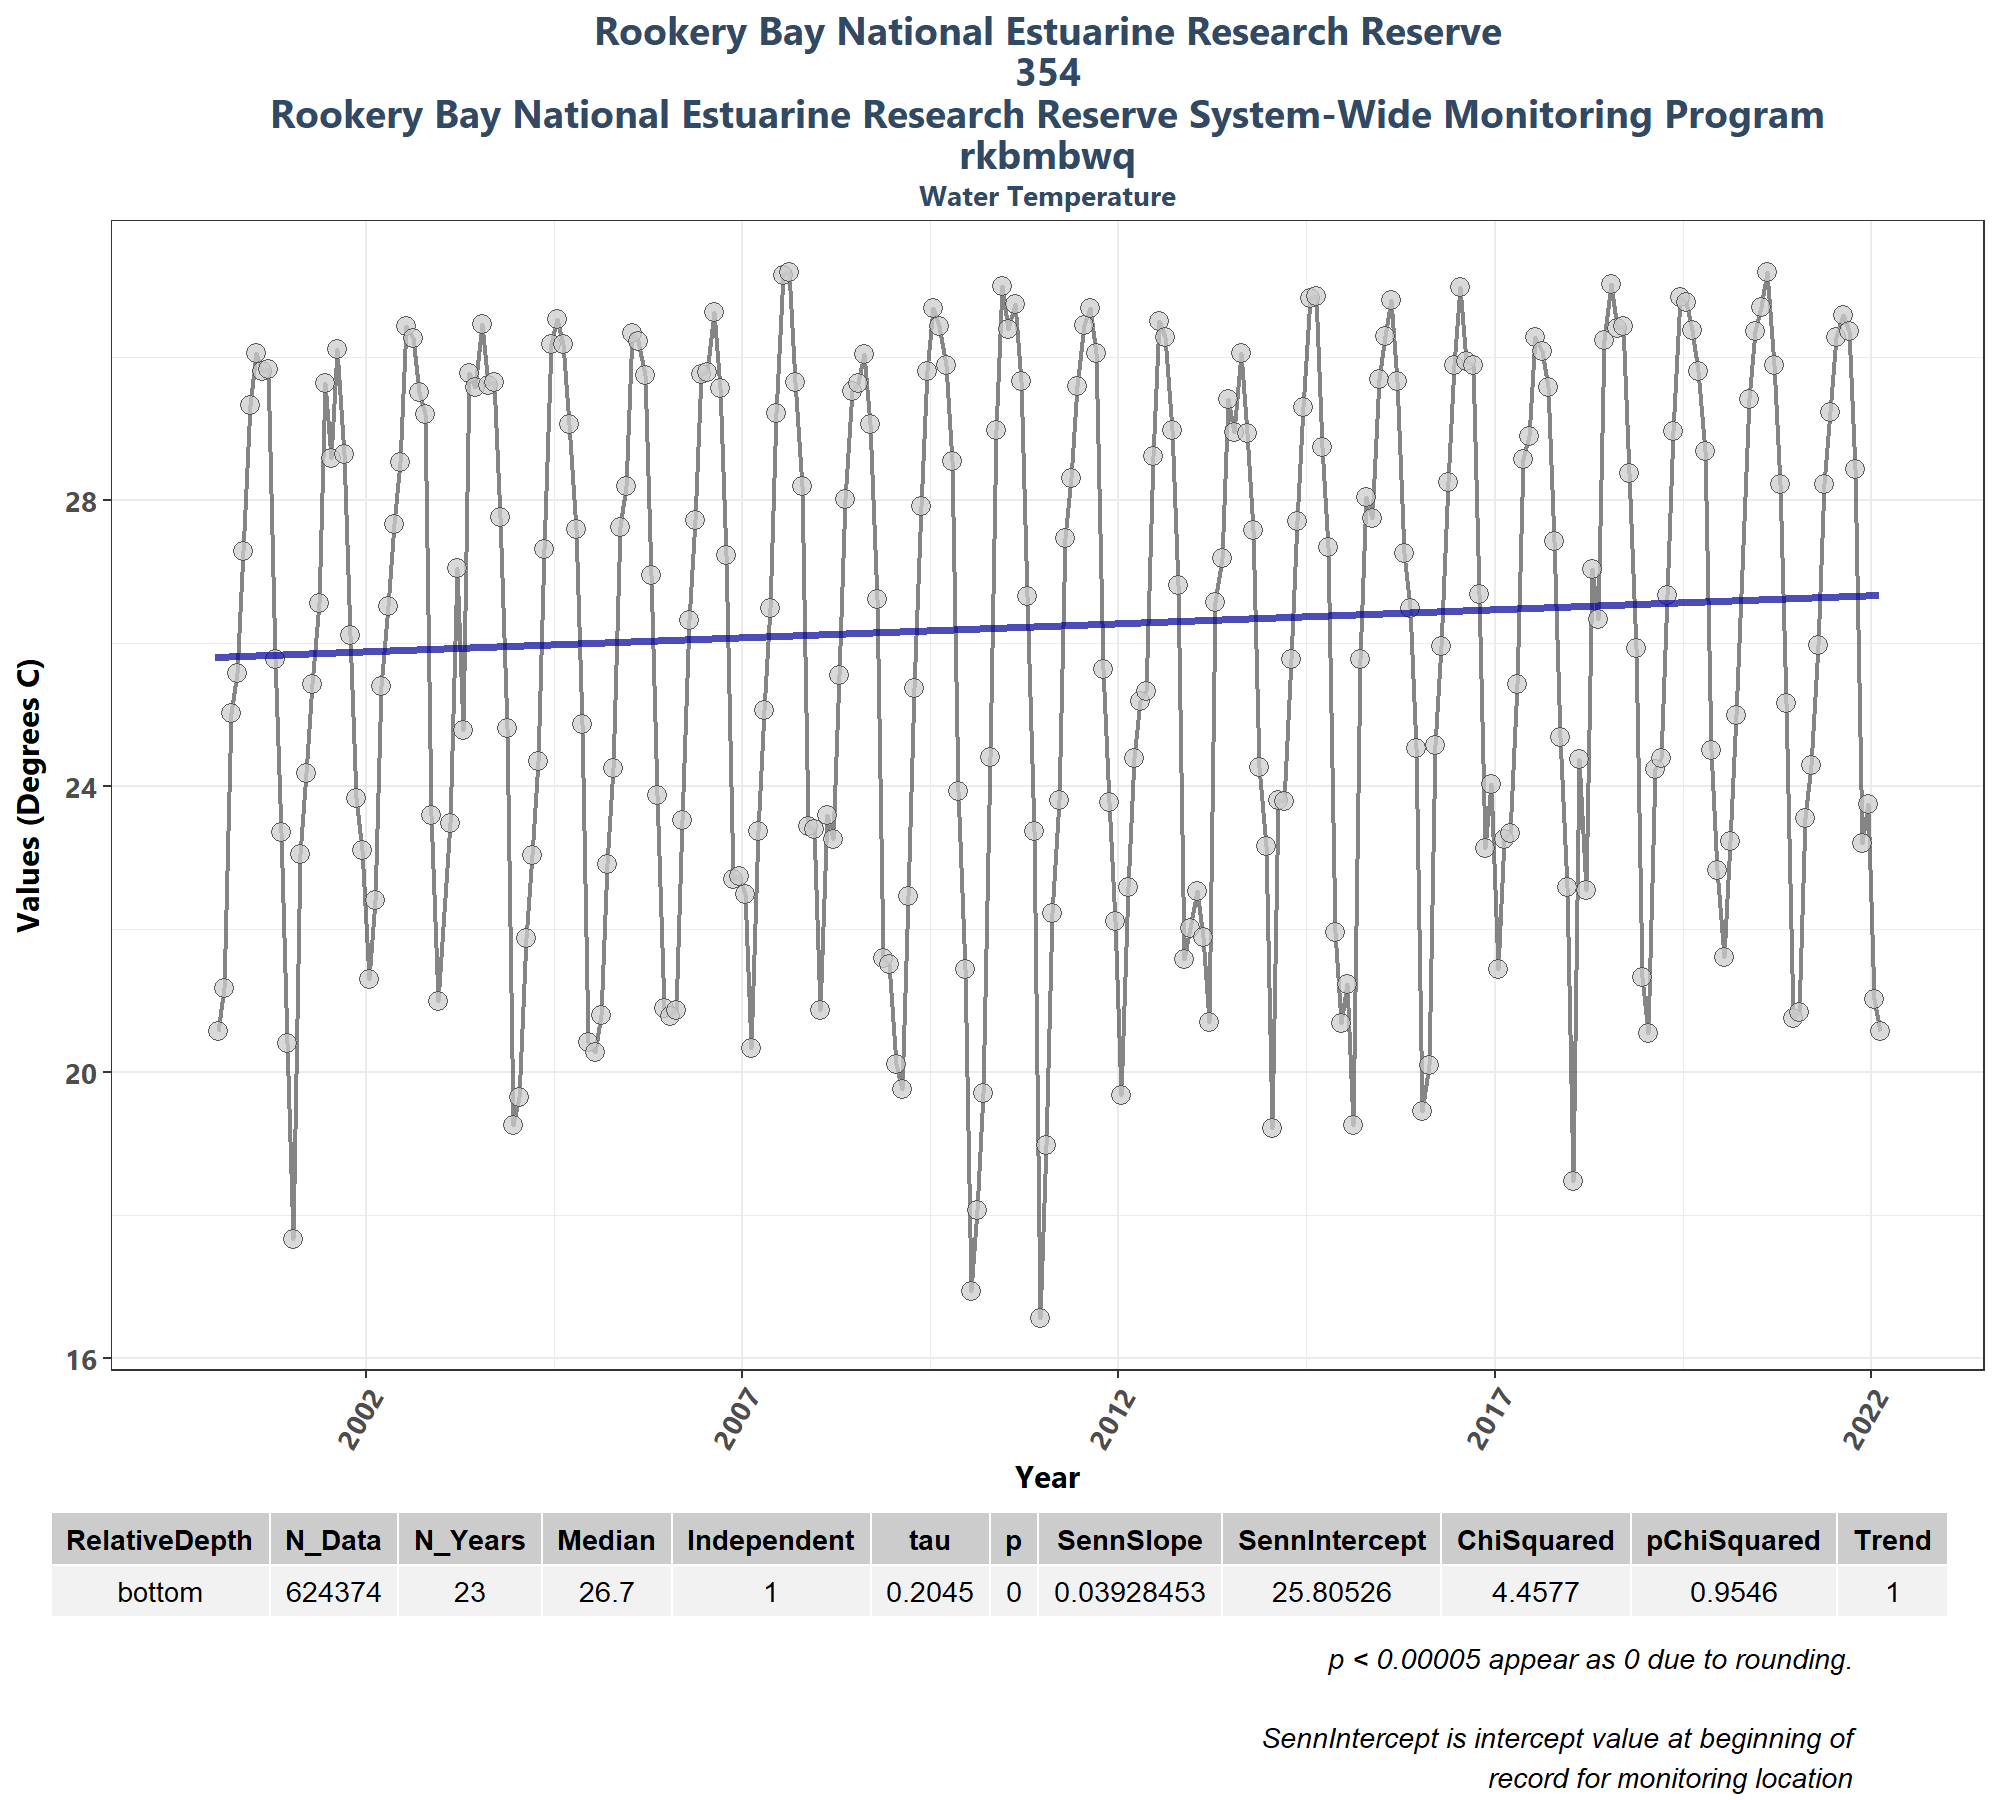 Rookery Bay National Estuarine Research Reserve
354
Rookery Bay National Estuarine Research Reserve System-Wide Monitoring Program
rkbmbwq
Water Temperature
Values (Degrees C)
28
24
20
16
2002 2007 2012 2017 2022
Year
RelativeDepth N_Data N_Years Median Independent tau p SennSlope SennIntercept ChiSquared pChiSquared Trend
bottom 624374 23 26.7 1 0.2045 0 0.03928453 25.80526 4.4577 0.9546 1
p < 0.00005 appear as 0 due to rounding.
SennIntercept is intercept value at beginning of
record for monitoring location